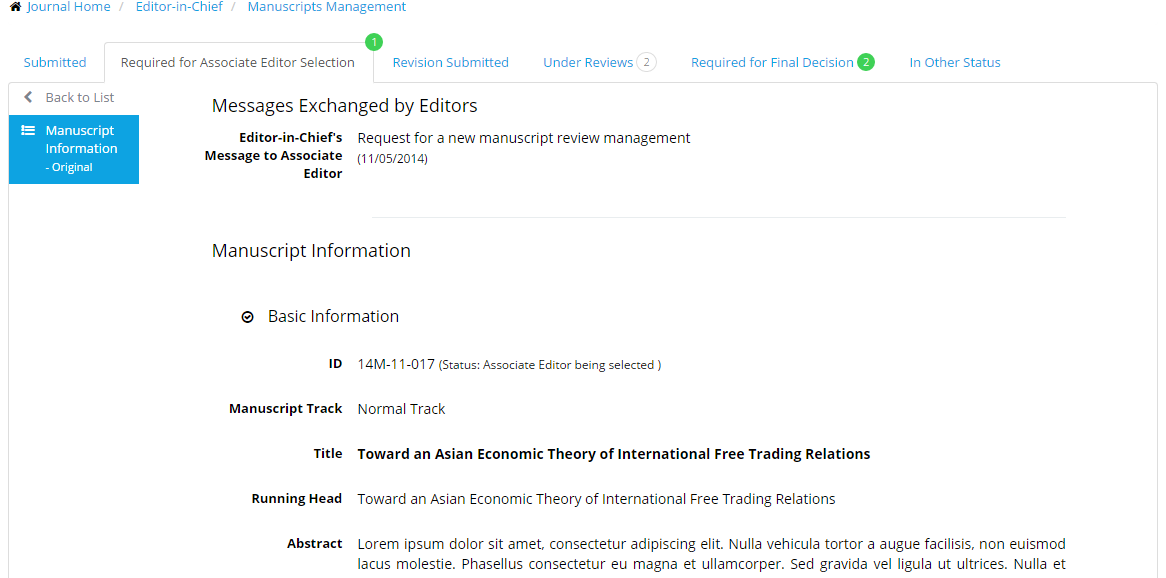 Journal Home / Editor-in-Chief / Manuscripts Management
1
Submitted Required for Associate Editor Selection Revision Submitted Under Reviews 2 Required for Final Decision 2 In Other Status
Back to List
Manuscript
Information
- Original
Messages Exchanged by Editors
Editor-in-Chief's Request for a new manuscript review management
Message to Associate (11/05/2014)
Editor
Manuscript Information
Basic Information
ID 14M-11-017 (Status: Associate Editor being selected )
Manuscript Track Normal Track
Title Toward an Asian Economic Theory of International Free Trading Relations
Running Head Toward an Asian Economic Theory of International Free Trading Relations
Abstract Lorem ipsum dolor sit amet, consectetur adipiscing elit. Nulla vehicula tortor a augue facilisis, non euismod
lacus molestie. Phasellus consectetur eu magna et ullamcorper. Sed gravida vel ligula ut ultrices. Nulla et